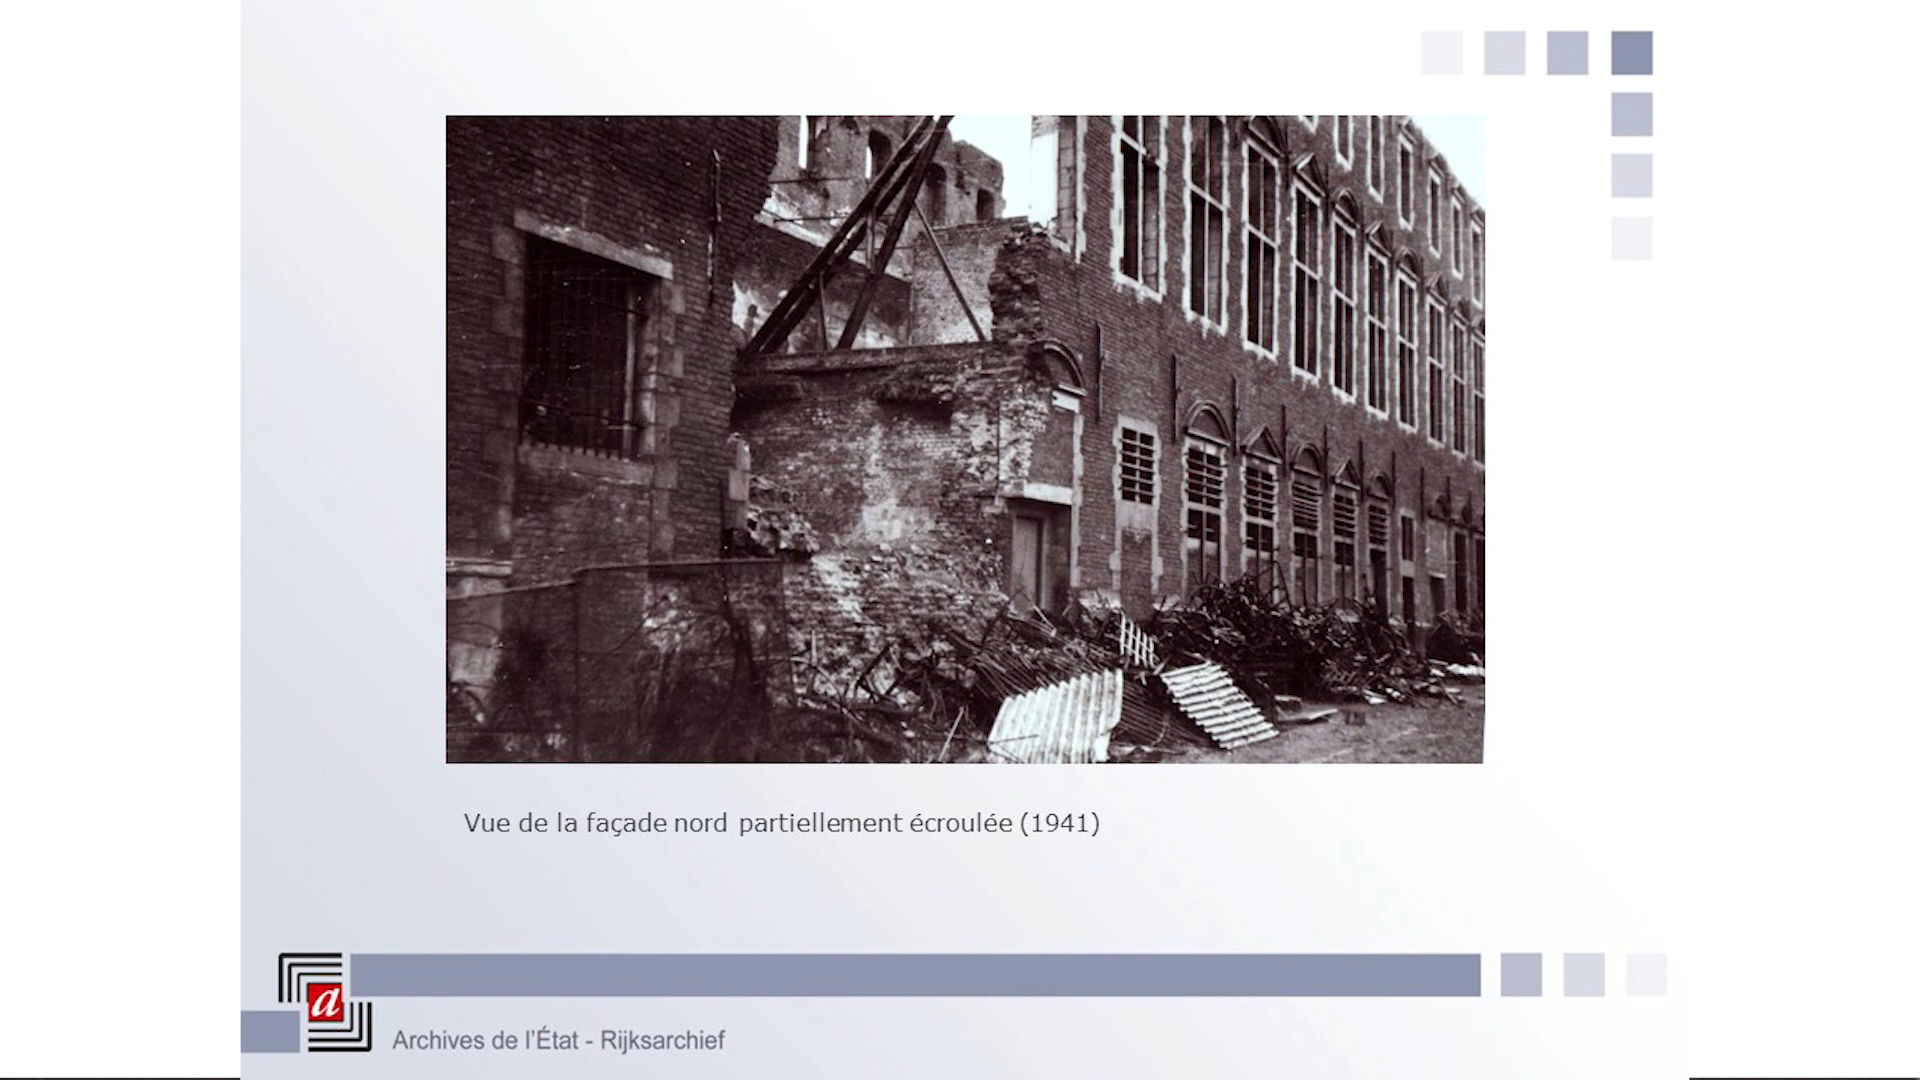 Vue de la façade nord partiellement écroulée (1941)
a
Archives de l'État - Rijksarchief